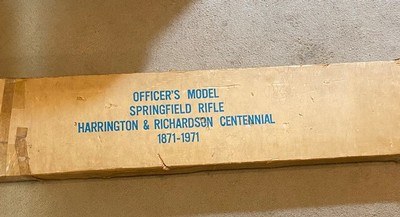 OFFICER'S MODEL
SPRINGFIELD RIFLE
'HARRINGTON & RICHARDSON CENTENNIAL
1871-1971